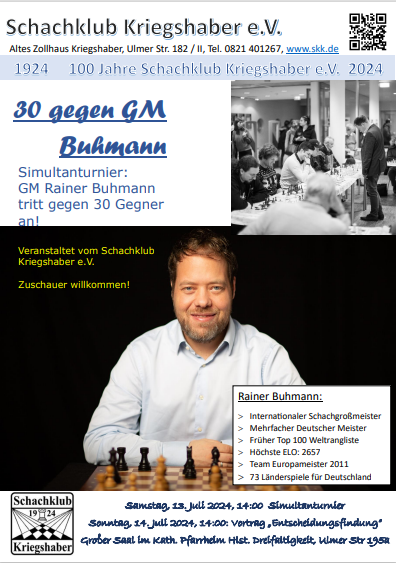 Schachklub Kriegshaber e.V.
Altes Zollhaus Kriegshaber, Ulmer Str. 182 / II, Tel. 0821 401267, www.skk.de
1924 100 Jahre Schachklub Kriegshaber e.V. 2024
30 gegen GM
Buhmann
Simultanturnier:
GM Rainer Buhmann
tritt gegen 30 Gegner
an!
Veranstaltet vom Schachklub
Kriegshaber e.V.
Zuschauer willkommen!
Rainer Buhmann:
> Internationaler Schachgroßmeister
> Mehrfacher Deutscher Meister
> Früher Top 100 Weltrangliste
> Höchste ELO: 2657
> Team Europameister 2011
> 73 Länderspiele für Deutschland
Schachklub
19 24
Kriegshaber
Samstag, 13. Juli 2024, 14:00 Simultanturnier
Sonntag, 14. Juli 2024, 14:00: Vortrag „Entscheidungsfindung“
Großer Saal im Kath. Pfarrheim Hlst. Dreifaltigkeit, Ulmer Str 195a